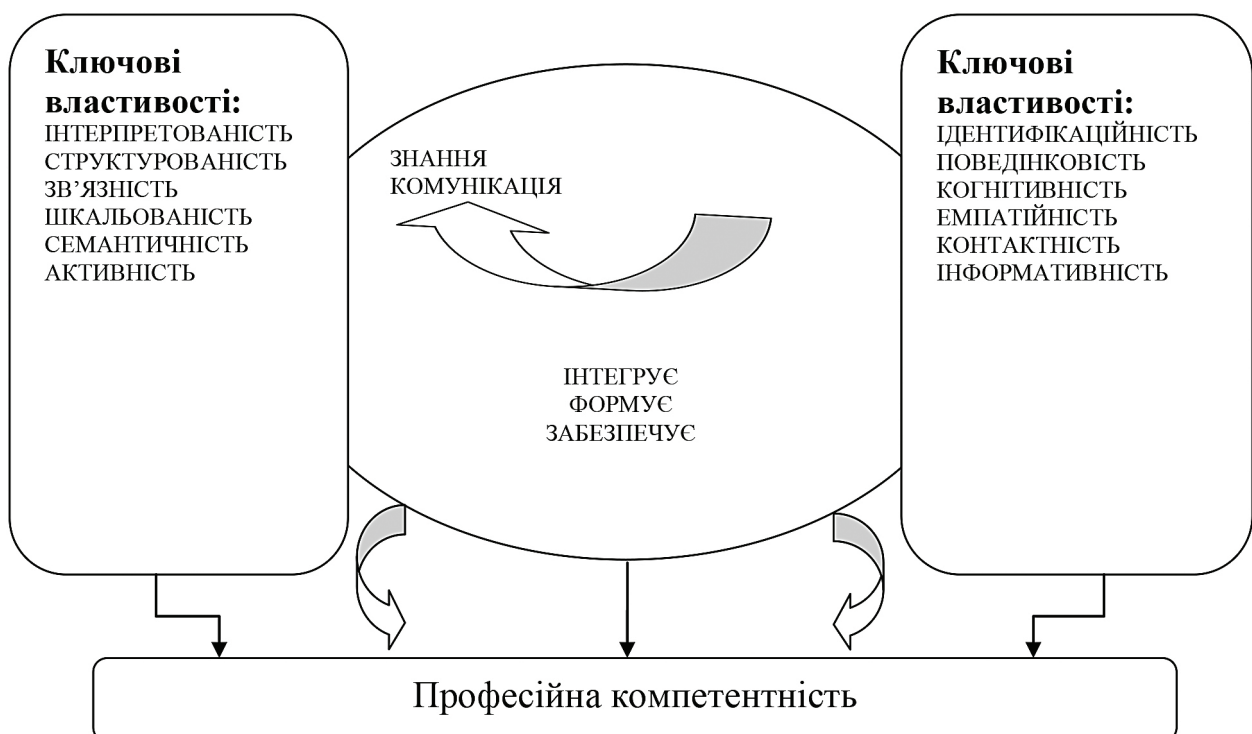 Ключові
властивості:
ІНТЕРПРЕТОВАНІСТЬ
СТРУКТУРОВАНІСТЬ
ЗВ’ЯЗНІСТЬ
ШКАЛЬОВАНІСТЬ
СЕМАНТИЧНІСТЬ
АКТИВНІСТЬ
ЗНАННЯ
КОМУНІКАЦІЯ
ІНТЕГРУЄ
ФОРМУЄ
ЗАБЕЗПЕЧУЄ
Ключові
властивості:
ІДЕНТИФІКАЦІЙНІСТЬ
ПОВЕДІНКОВІСТЬ
КОГНІТИВНІСТЬ
ЕМПАТІЙНІСТЬ
КОНТАКТНІСТЬ
ІНФОРМАТИВНІСТЬ
Професійна компетентність